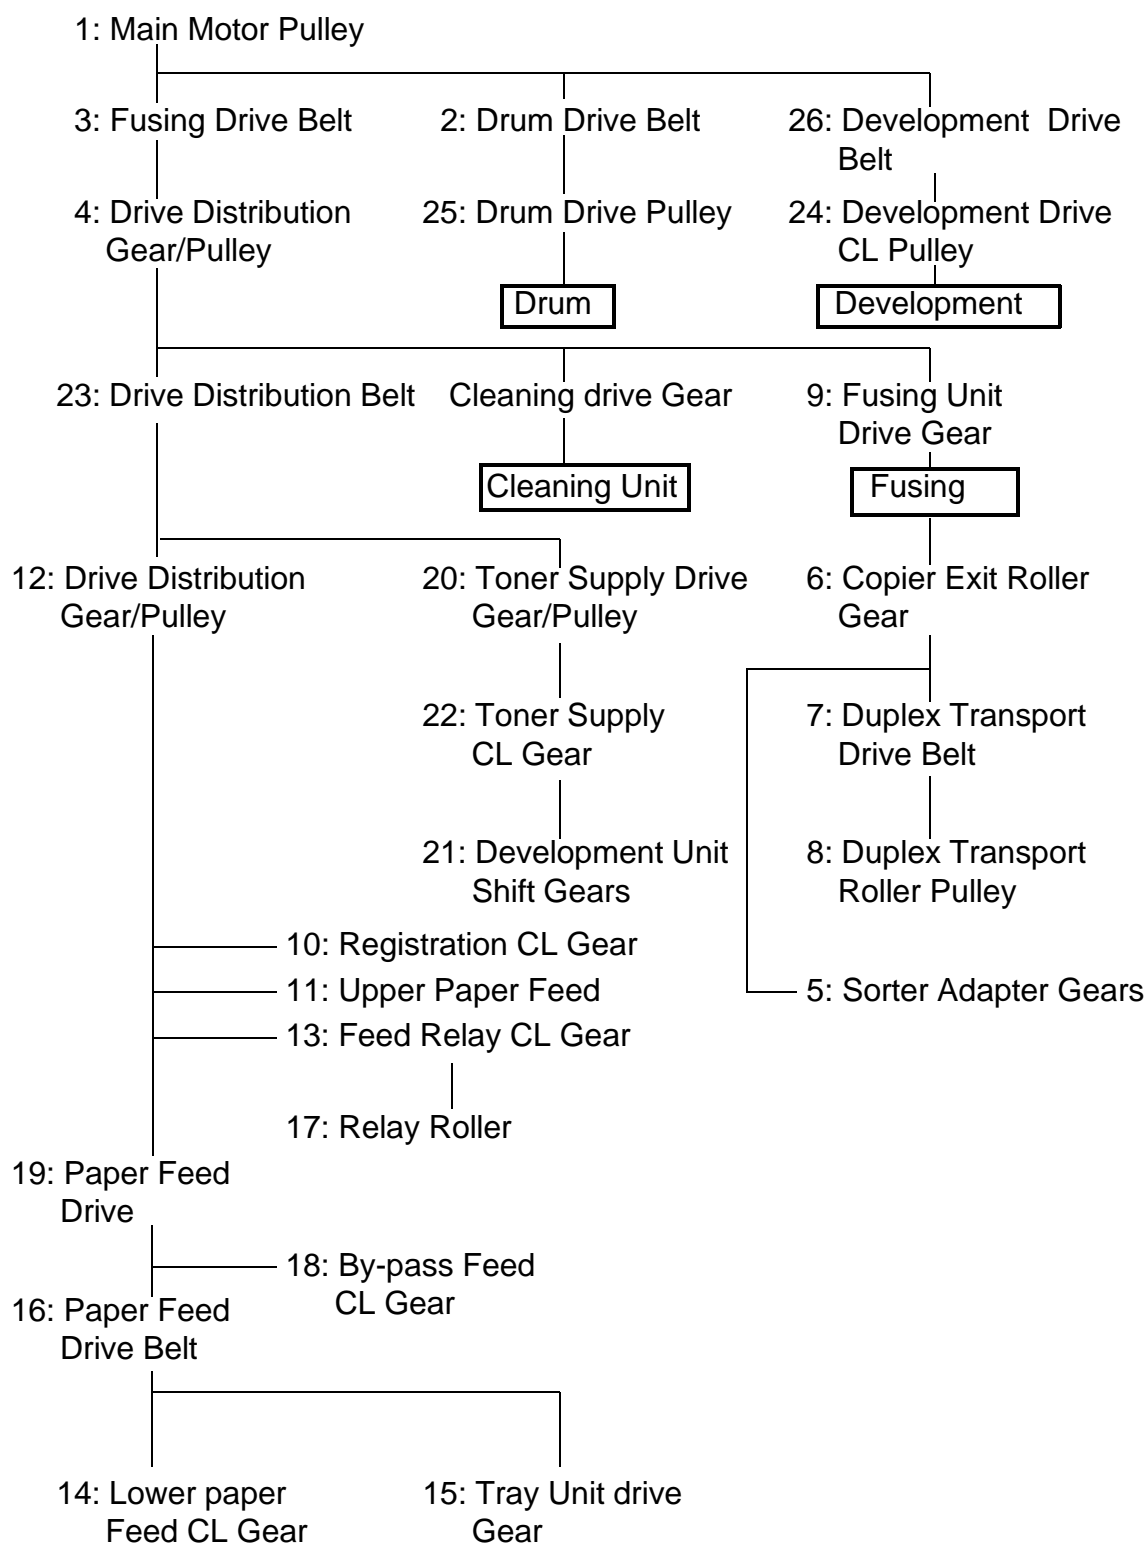 1: Main Motor Pulley
3: Fusing Drive Belt
2: Drum Drive Belt
26: Development Drive
Belt
4: Drive Distribution
Gear/Pulley
25: Drum Drive Pulley
24: Development Drive
CL Pulley
Drum
Development
23: Drive Distribution Belt
Cleaning drive Gear
9: Fusing Unit
Drive Gear
Cleaning Unit
Fusing
12: Drive Distribution
Gear/Pulley
20: Toner Supply Drive
Gear/Pulley
6: Copier Exit Roller
Gear
22: Toner Supply
CL Gear
7: Duplex Transport
Drive Belt
21: Development Unit
Shift Gears
8: Duplex Transport
Roller Pulley
10: Registration CL Gear
11: Upper Paper Feed
5: Sorter Adapter Gears
13: Feed Relay CL Gear
17: Relay Roller
19: Paper Feed
Drive
18: By-pass Feed
CL Gear
16: Paper Feed
Drive Belt
14: Lower paper
Feed CL Gear
15: Tray Unit drive
Gear